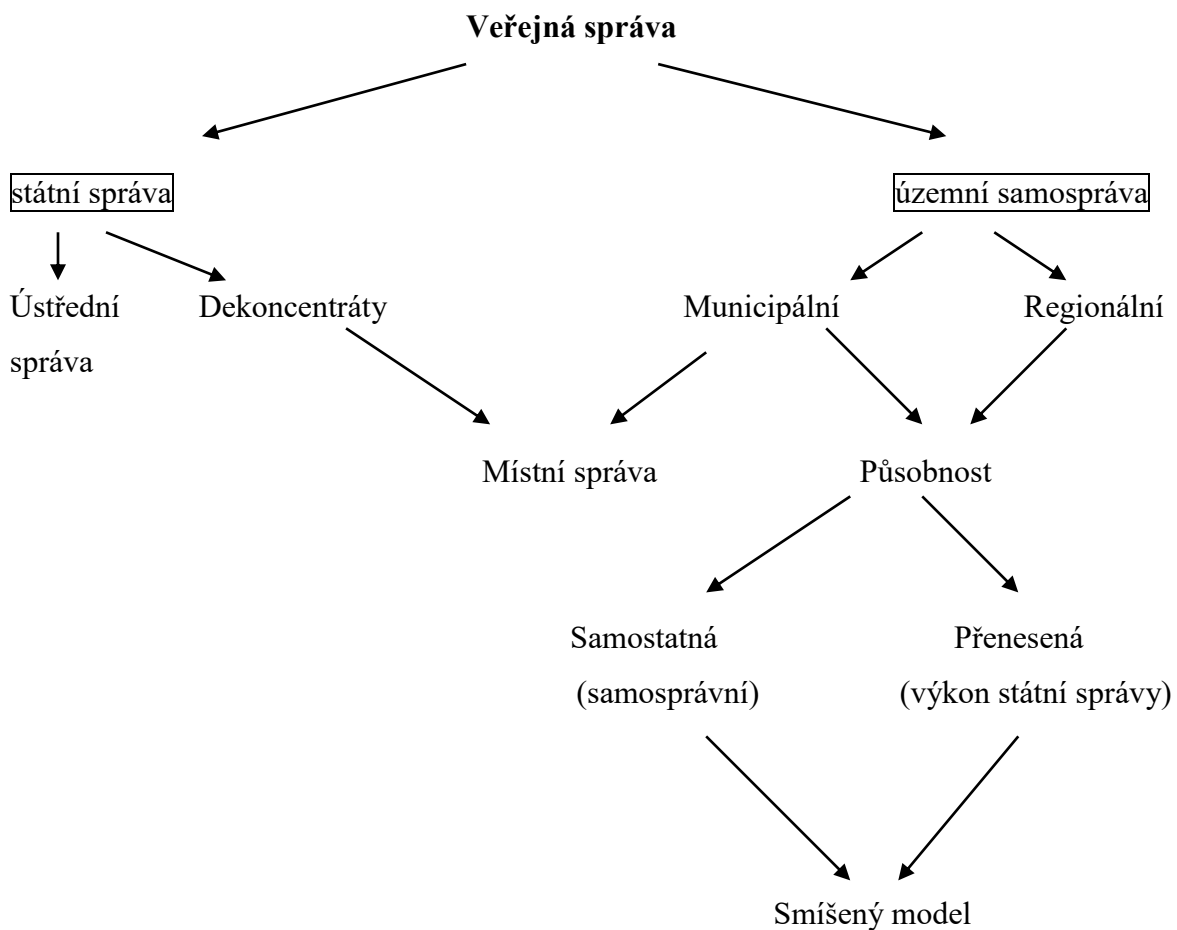 Veřejná správa
státní správa
územní samospráva
Ústřední
správa
Dekoncentráty
Municipální
Regionální
Místní správa
Působnost
Samostatná
(samosprávní)
Přenesená
(výkon státní správy)
Smíšený model